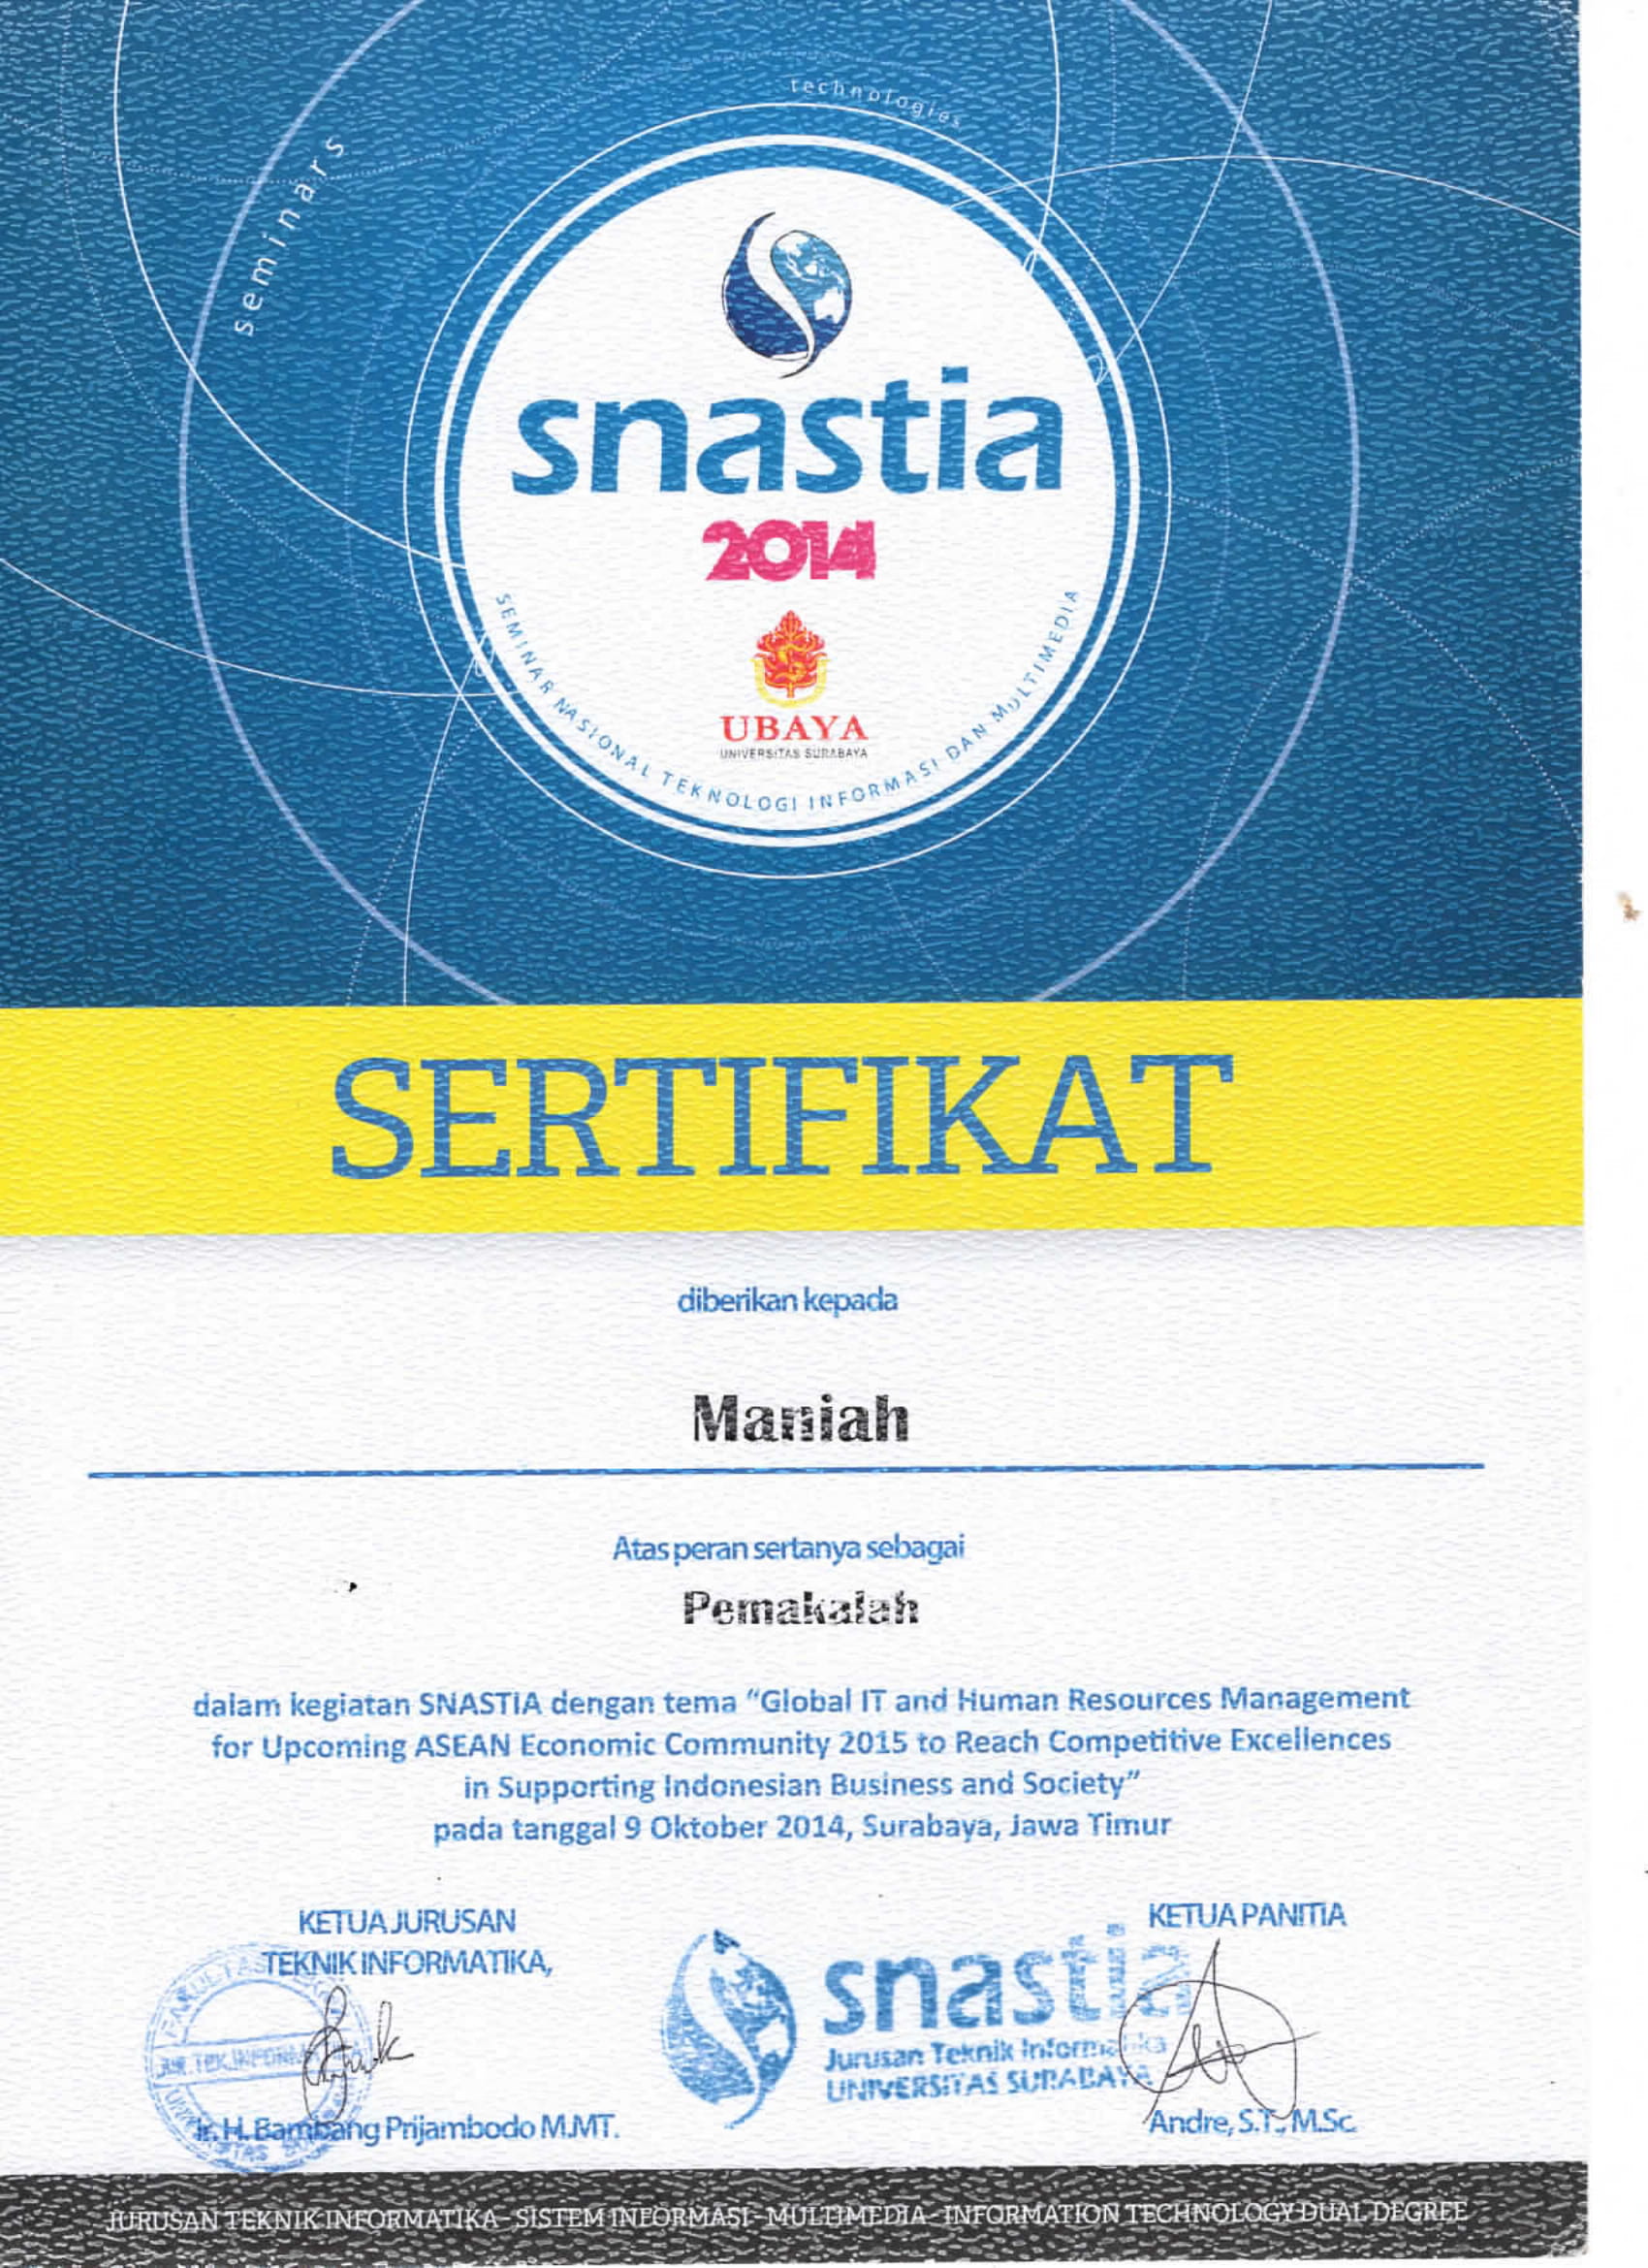 technologies
seminars
snastia
2014
UBAYA
UNIVERSITAS SURABAYA
SEMINAR NASIONAL TEKNOLOGI INFORMASI DAN MULTIMEDIA
SERTIFIKAT
diberikan kepada
Maniah
Atas peran sertanya sebagai
Pemakalah
dalam kegiatan SNASTIA dengan tema “Global IT and Human Resources Management
for Upcoming ASEAN Economic Community 2015 to Reach Competitive Excellences
in Supporting Indonesian Business and Society”
pada tanggal 9 Oktober 2014, Surabaya, Jawa Timur
KETUA JURUSAN
TEKNIK INFORMATIKA,
KETUA PANITIA
snastia
Jurusan Teknik Informatika
UNIVERSITAS SURABAYA
JUR. TEK. INFORMATIKA
Ir. H. Bambang Prijambodo M.MT.
Andre, S.T., M.Sc.
JURUSAN TEKNIK INFORMATIKA - SISTEM INFORMASI - MULTIMEDIA - INFORMATION TECHNOLOGY DUAL DEGREE